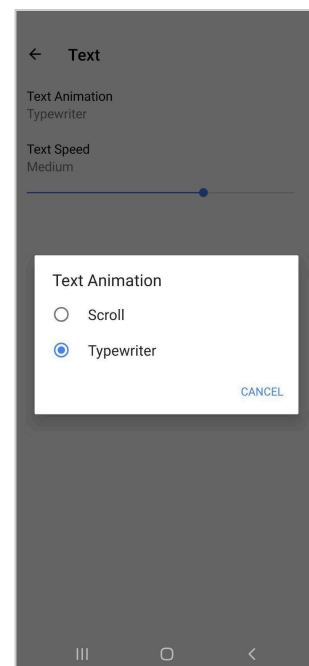 Text
Text Animation
Typewriter
Text Speed
Medium
Text Animation
Scroll
Typewriter
CANCEL